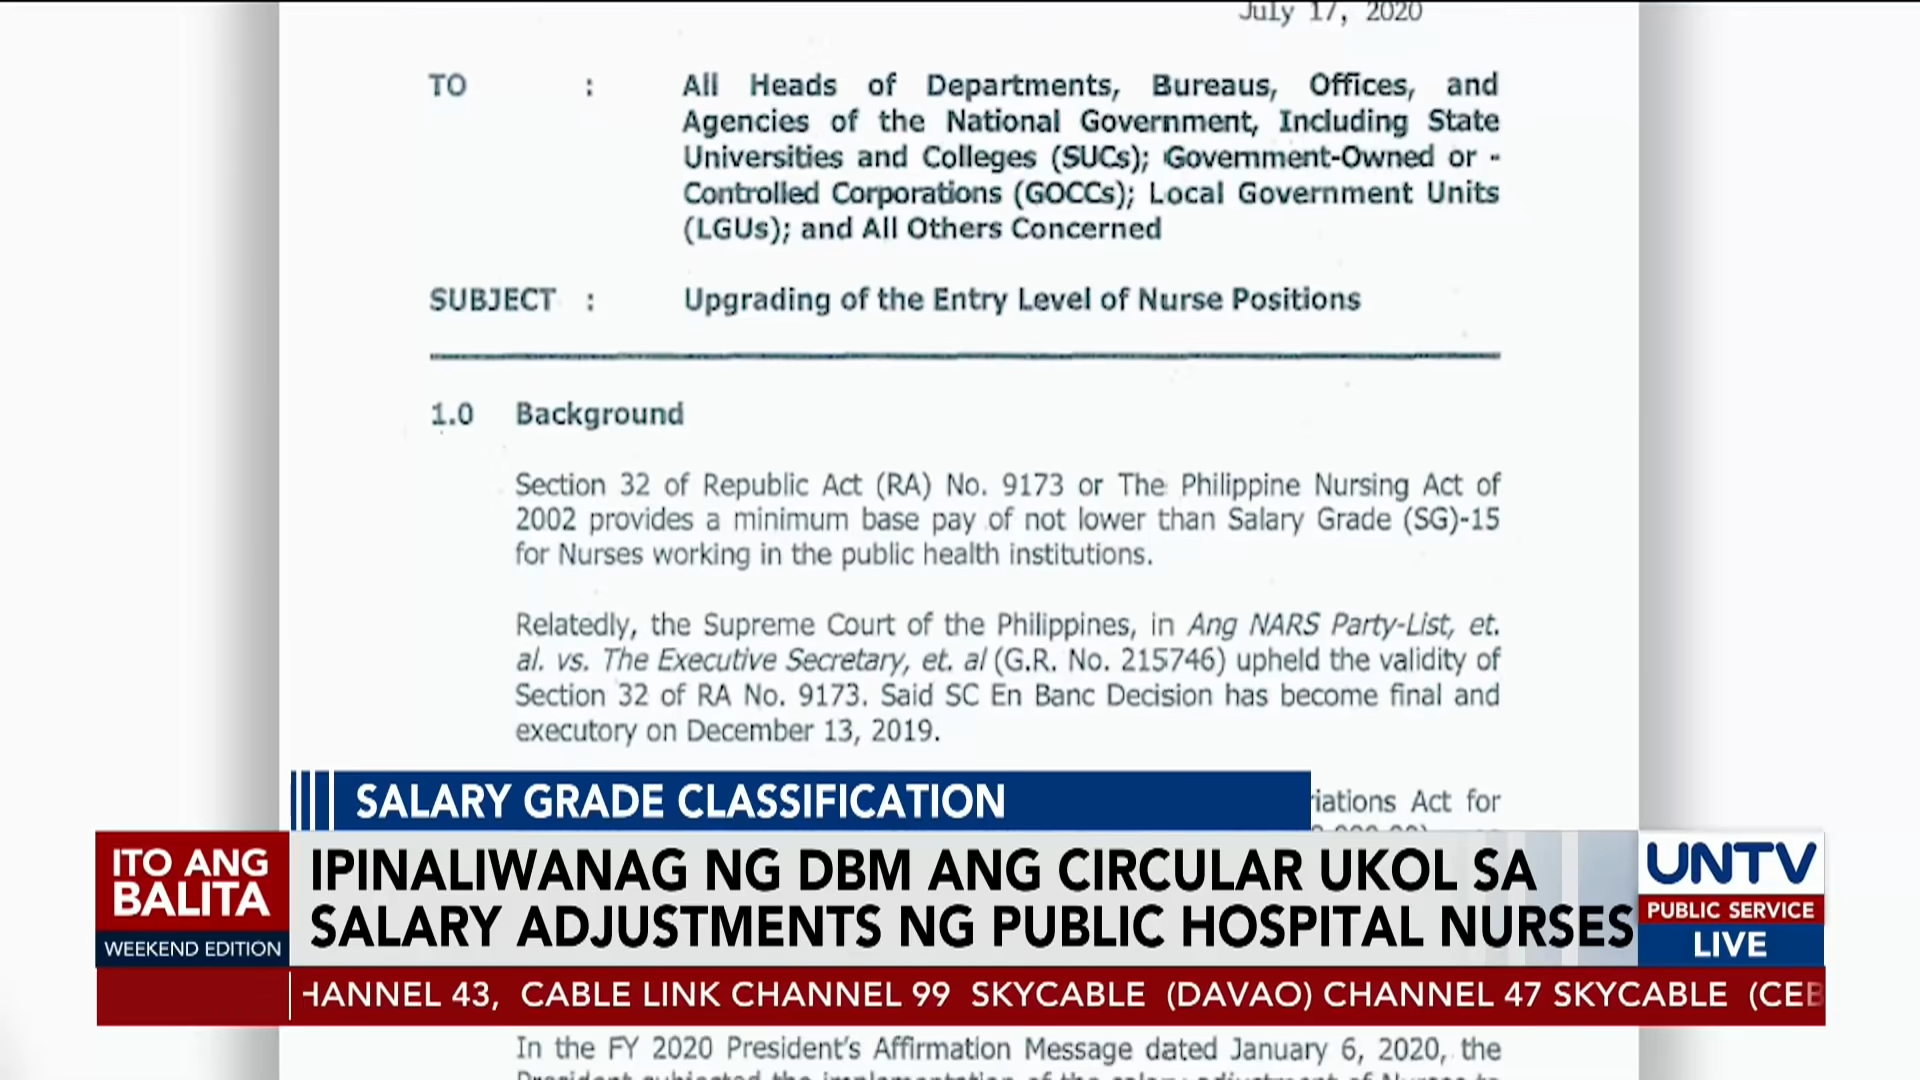 July 17, 2020
TO : All Heads of Departments, Bureaus, Offices, and
Agencies of the National Government, Including State
Universities and Colleges (SUCs); Government-Owned or -
Controlled Corporations (GOCCs); Local Government Units
(LGUs); and All Others Concerned
SUBJECT : Upgrading of the Entry Level of Nurse Positions
1.0 Background
Section 32 of Republic Act (RA) No. 9173 or The Philippine Nursing Act of
2002 provides a minimum base pay of not lower than Salary Grade (SG)-15
for Nurses working in the public health institutions.
Relatedly, the Supreme Court of the Philippines, in Ang NARS Party-List, et.
al. vs. The Executive Secretary, et. al (G.R. No. 215746) upheld the validity of
Section 32 of RA No. 9173. Said SC En Banc Decision has become final and
executory on December 13, 2019.
Act for
SALARY GRADE CLASSIFICATION
ITO ANG
BALITA
WEEKEND EDITION
IPINALIWANAG NG DBM ANG CIRCULAR UKOL SA
SALARY ADJUSTMENTS NG PUBLIC HOSPITAL NURSES
UNTV
PUBLIC SERVICE
LIVE
HANNEL 43, CABLE LINK CHANNEL 99 SKYCABLE (DAVAO) CHANNEL 47 SKYCABLE (CEB
In the FY 2020 President's Affirmation Message dated January 6, 2020, the